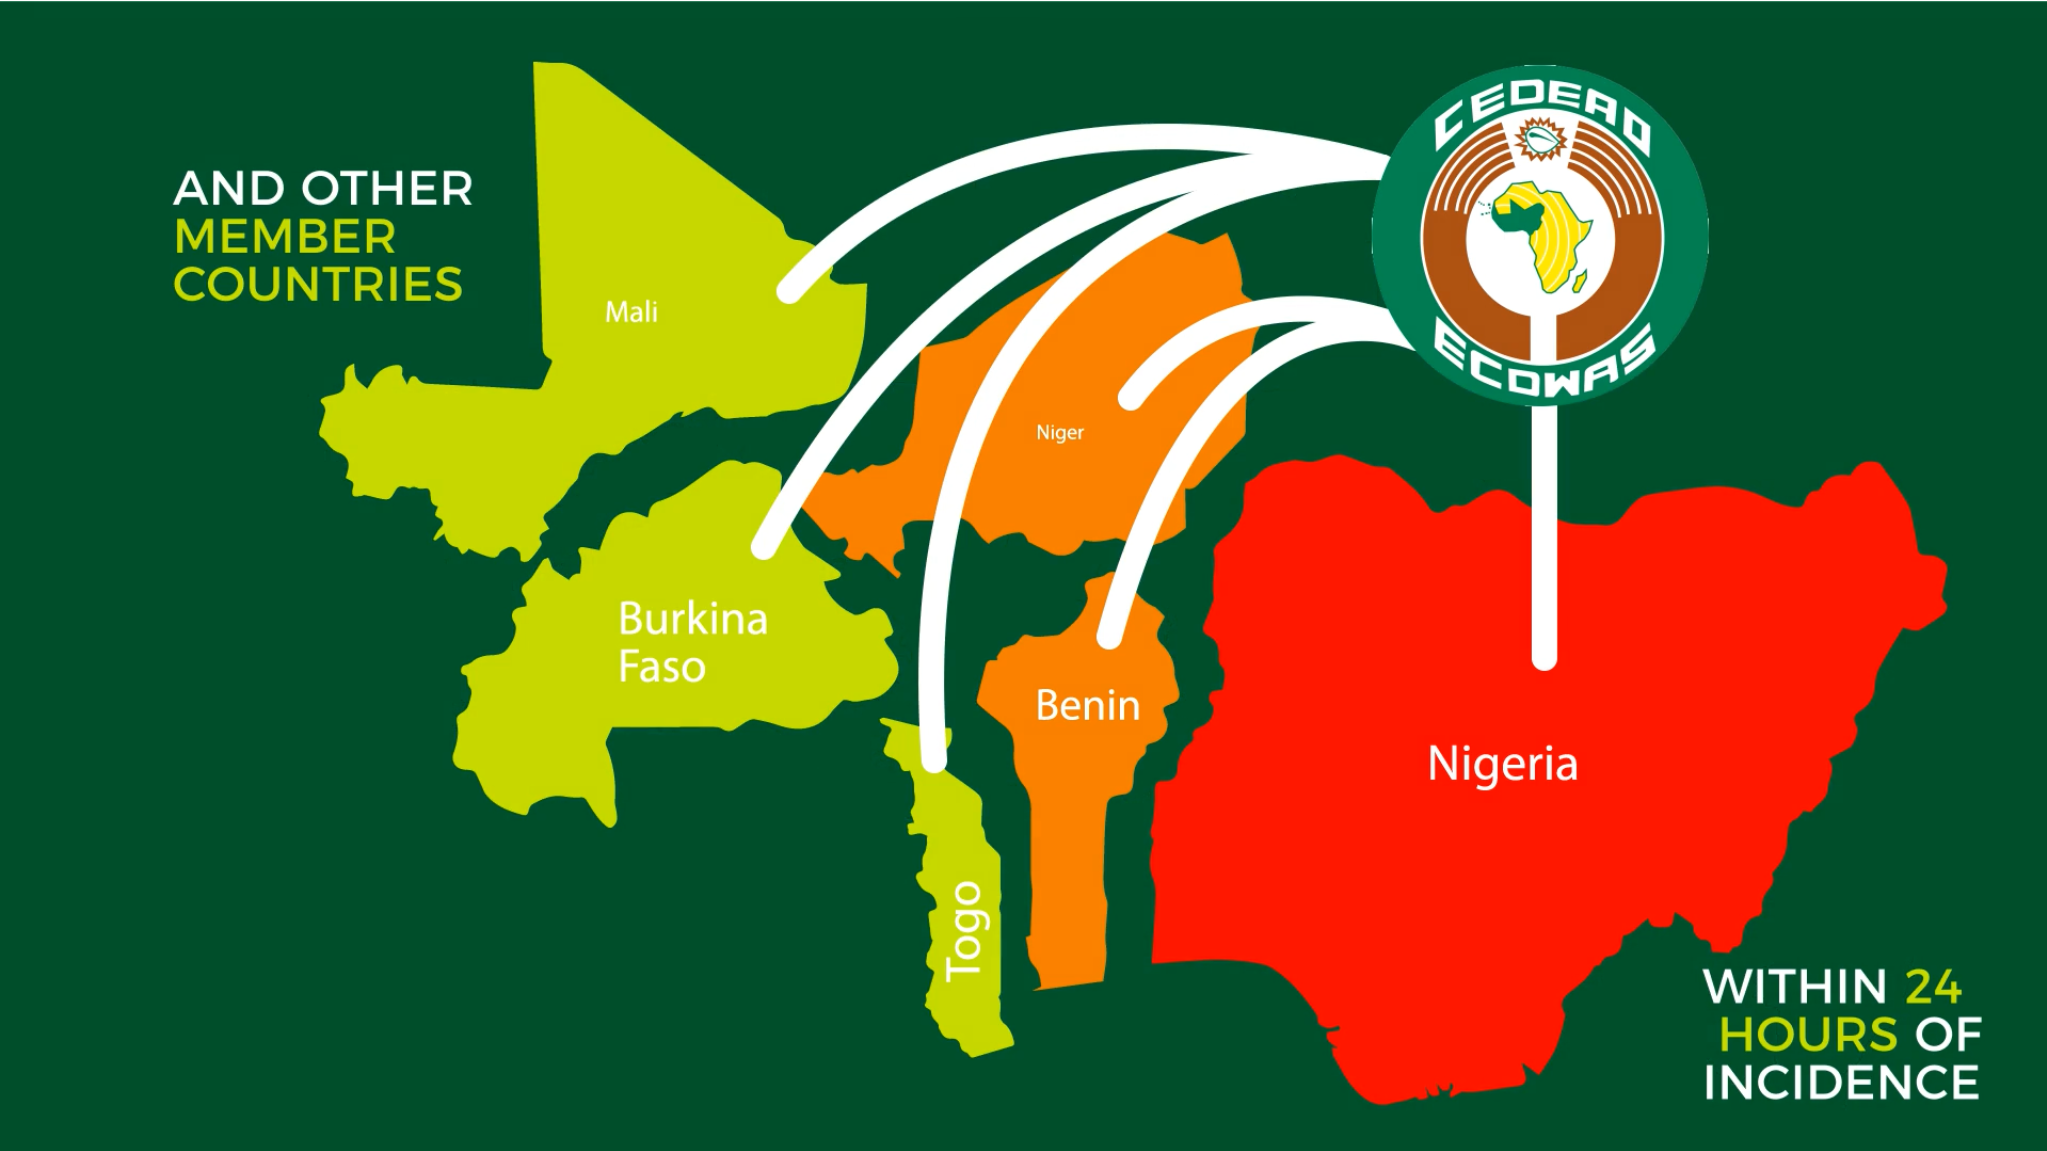 AND OTHER
MEMBER
COUNTRIES
CEDEAO
ECOWAS
Mali
Niger
Burkina
Faso
Benin
Nigeria
Togo
WITHIN 24
HOURS OF
INCIDENCE